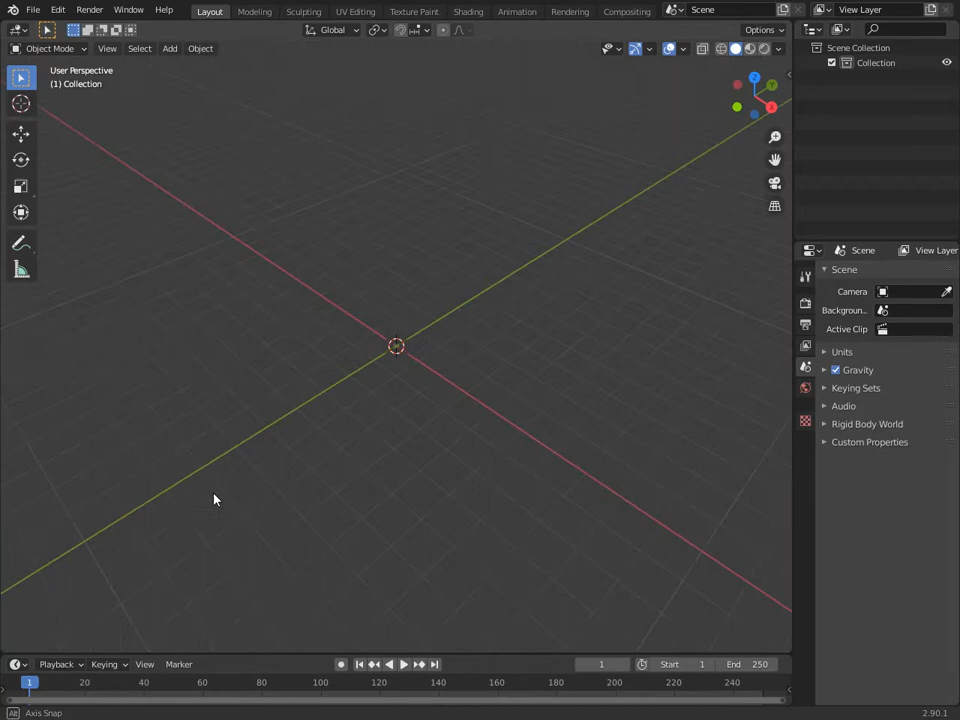 File Edit Render Window Help Layout Modeling Sculpting UV Editing Texture Paint Shading Animation Rendering Compositing Scene View Layer
Global Options
Object Mode View Select Add Object Scene Collection
Collection
User Perspective
(1) Collection
Z
Y
X
Scene View Layer
Scene
Camera
Backgroun...
Active Clip
Units
Gravity
Keying Sets
Audio
Rigid Body World
Custom Properties
Playback Keying View Marker 1 Start 1 End 250
1 20 40 60 80 100 120 140 160 180 200 220 240
Alt Axis Snap 2.90.1